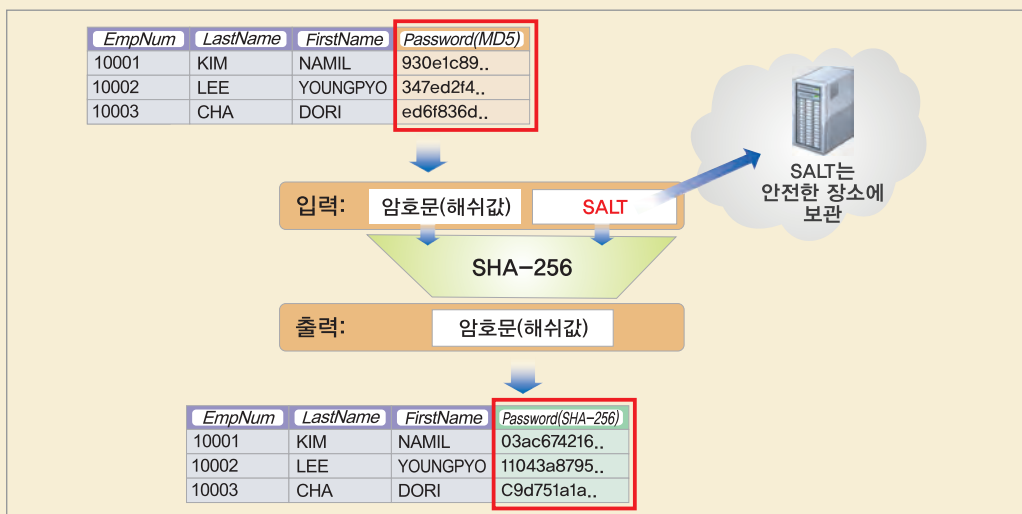 EmpNum LastName FirstName Password(MD5)
10001 KIM NAMIL 930e1c89..
10002 LEE YOUNGPYO 347ed2f4..
10003 CHA DORI ed6f836d..
SALT는
안전한 장소에
보관
입력: 암호문(해쉬값) SALT
SHA-256
출력: 암호문(해쉬값)
EmpNum LastName FirstName Password(SHA-256)
10001 KIM NAMIL 03ac674216..
10002 LEE YOUNGPYO 11043a8795..
10003 CHA DORI C9d751a1a..